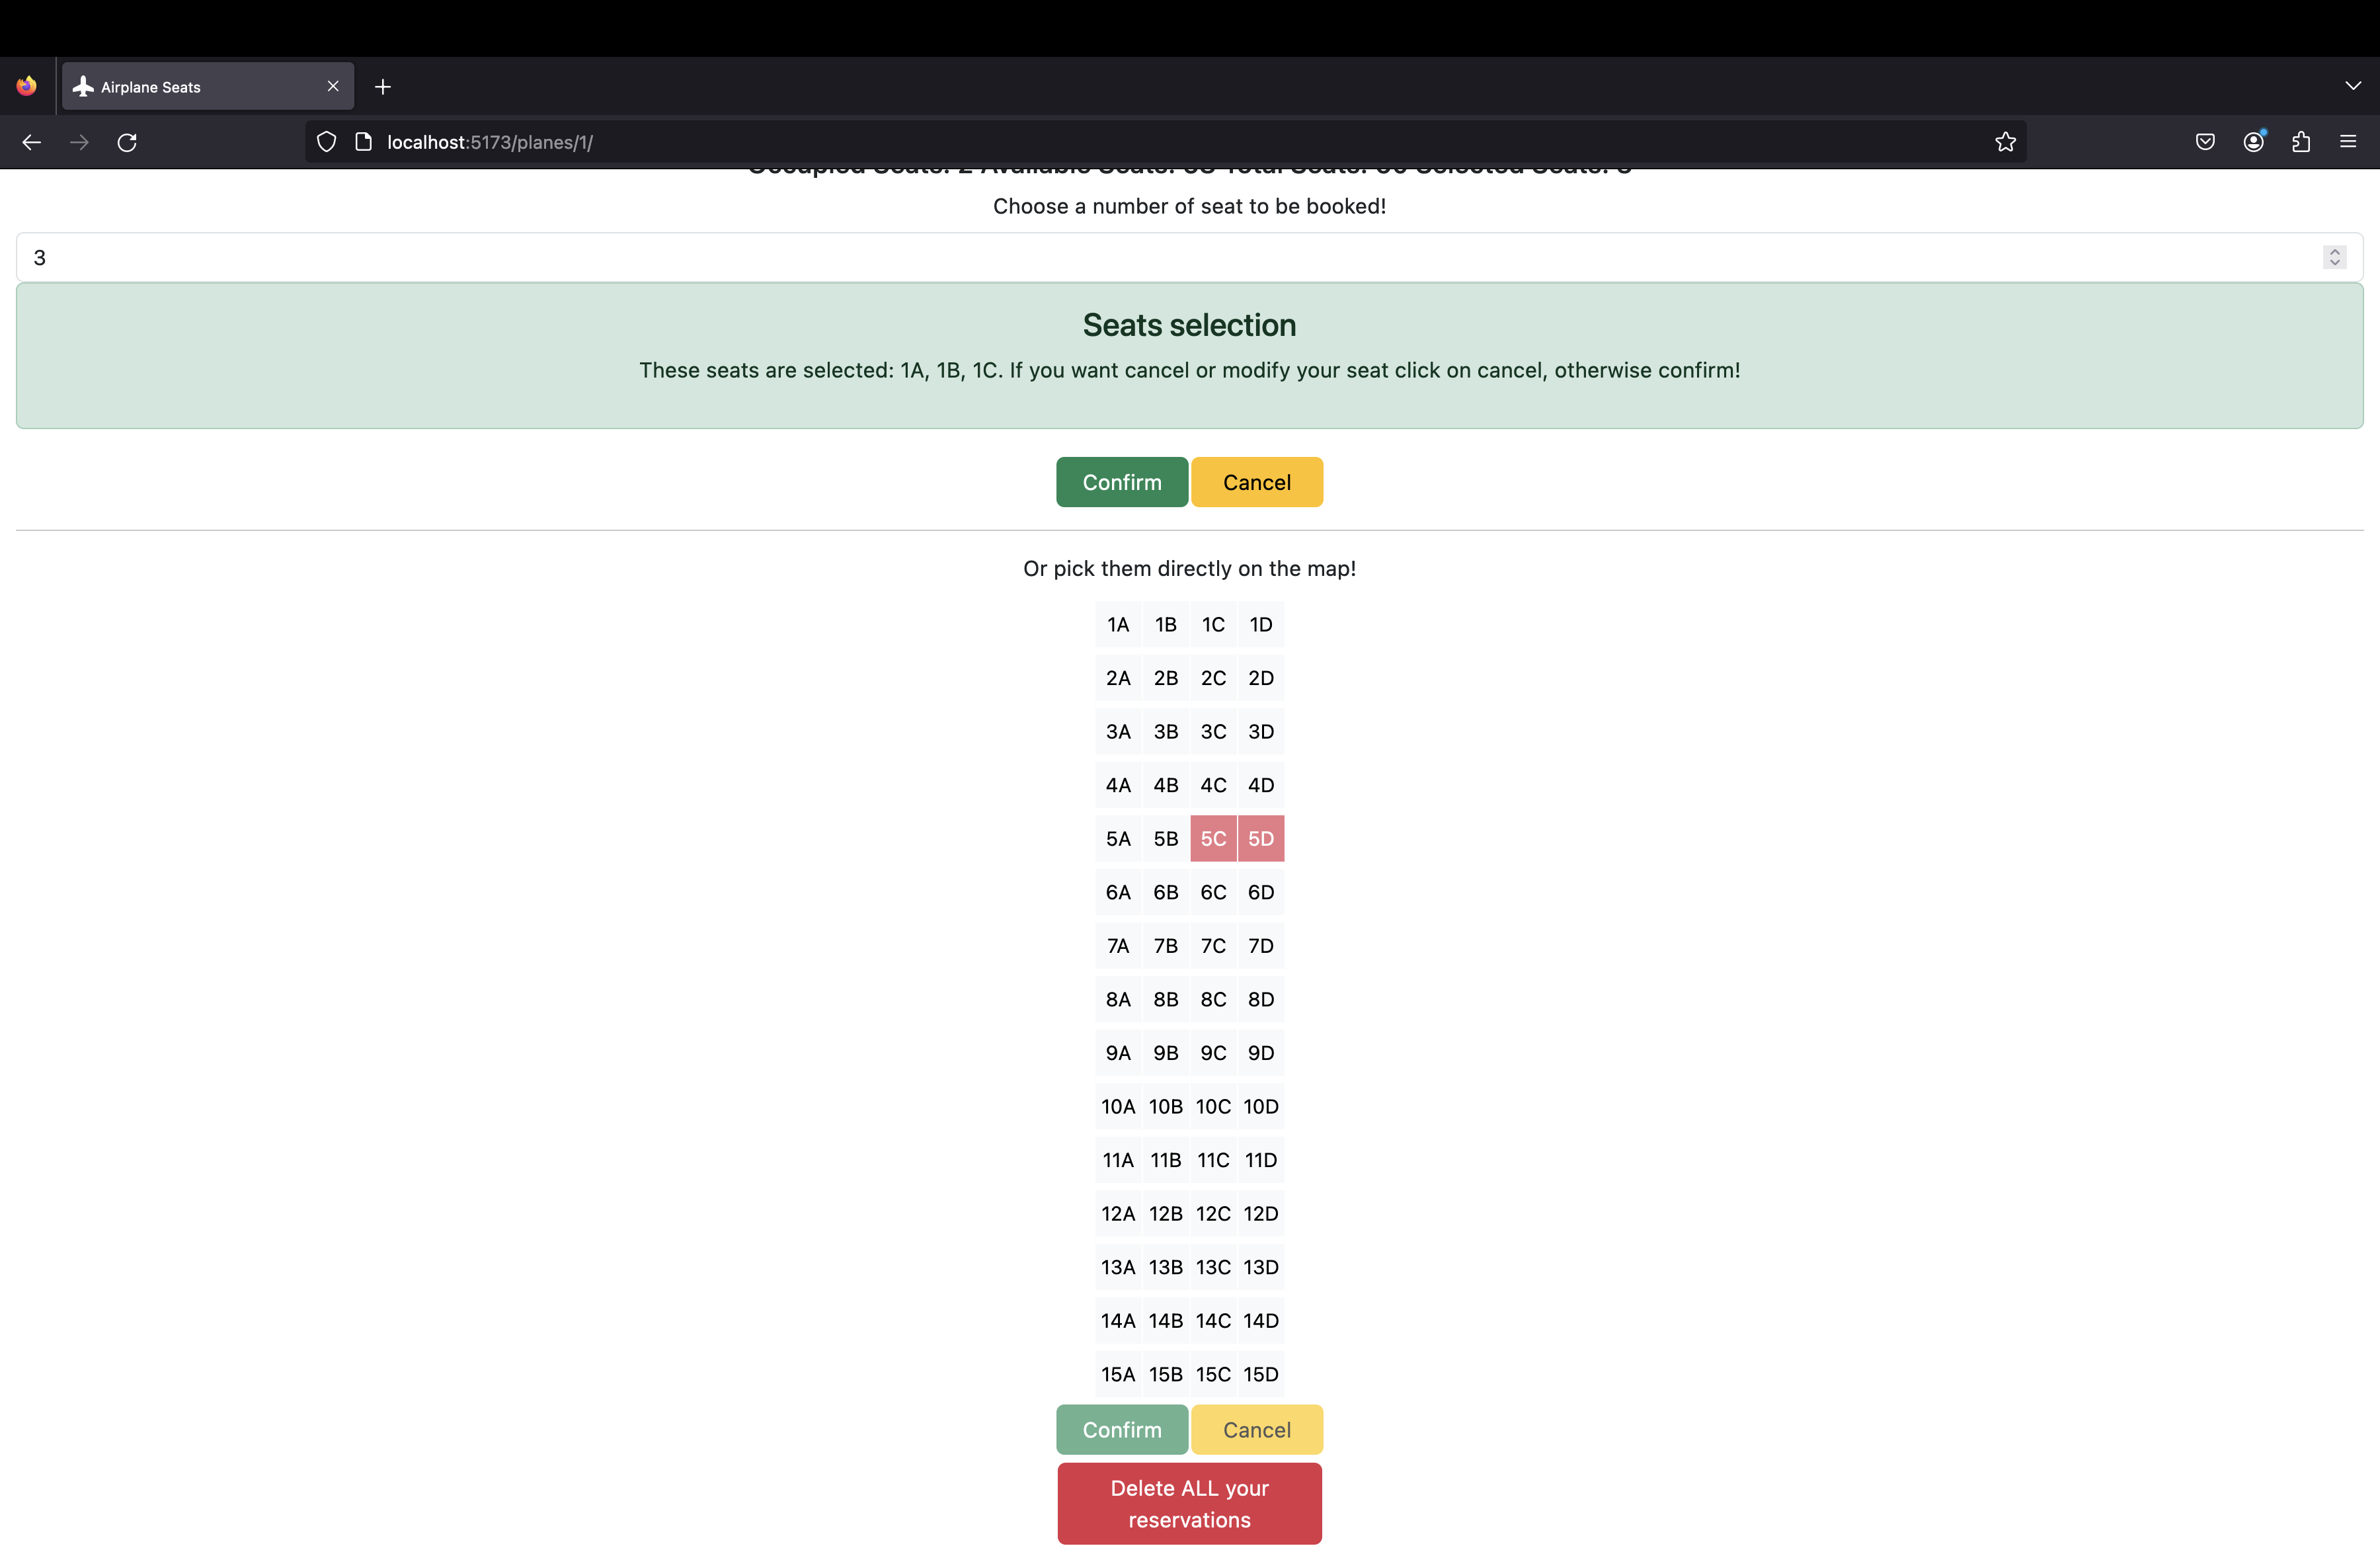 Airplane Seats
localhost:5173/planes/1/
Choose a number of seat to be booked!
3
Seats selection
These seats are selected: 1A, 1B, 1C. If you want cancel or modify your seat click on cancel, otherwise confirm!
Confirm Cancel
Or pick them directly on the map!
1A 1B 1C 1D
2A 2B 2C 2D
3A 3B 3C 3D
4A 4B 4C 4D
5A 5B 5C 5D
6A 6B 6C 6D
7A 7B 7C 7D
8A 8B 8C 8D
9A 9B 9C 9D
10A 10B 10C 10D
11A 11B 11C 11D
12A 12B 12C 12D
13A 13B 13C 13D
14A 14B 14C 14D
15A 15B 15C 15D
Confirm Cancel
Delete ALL your
reservations